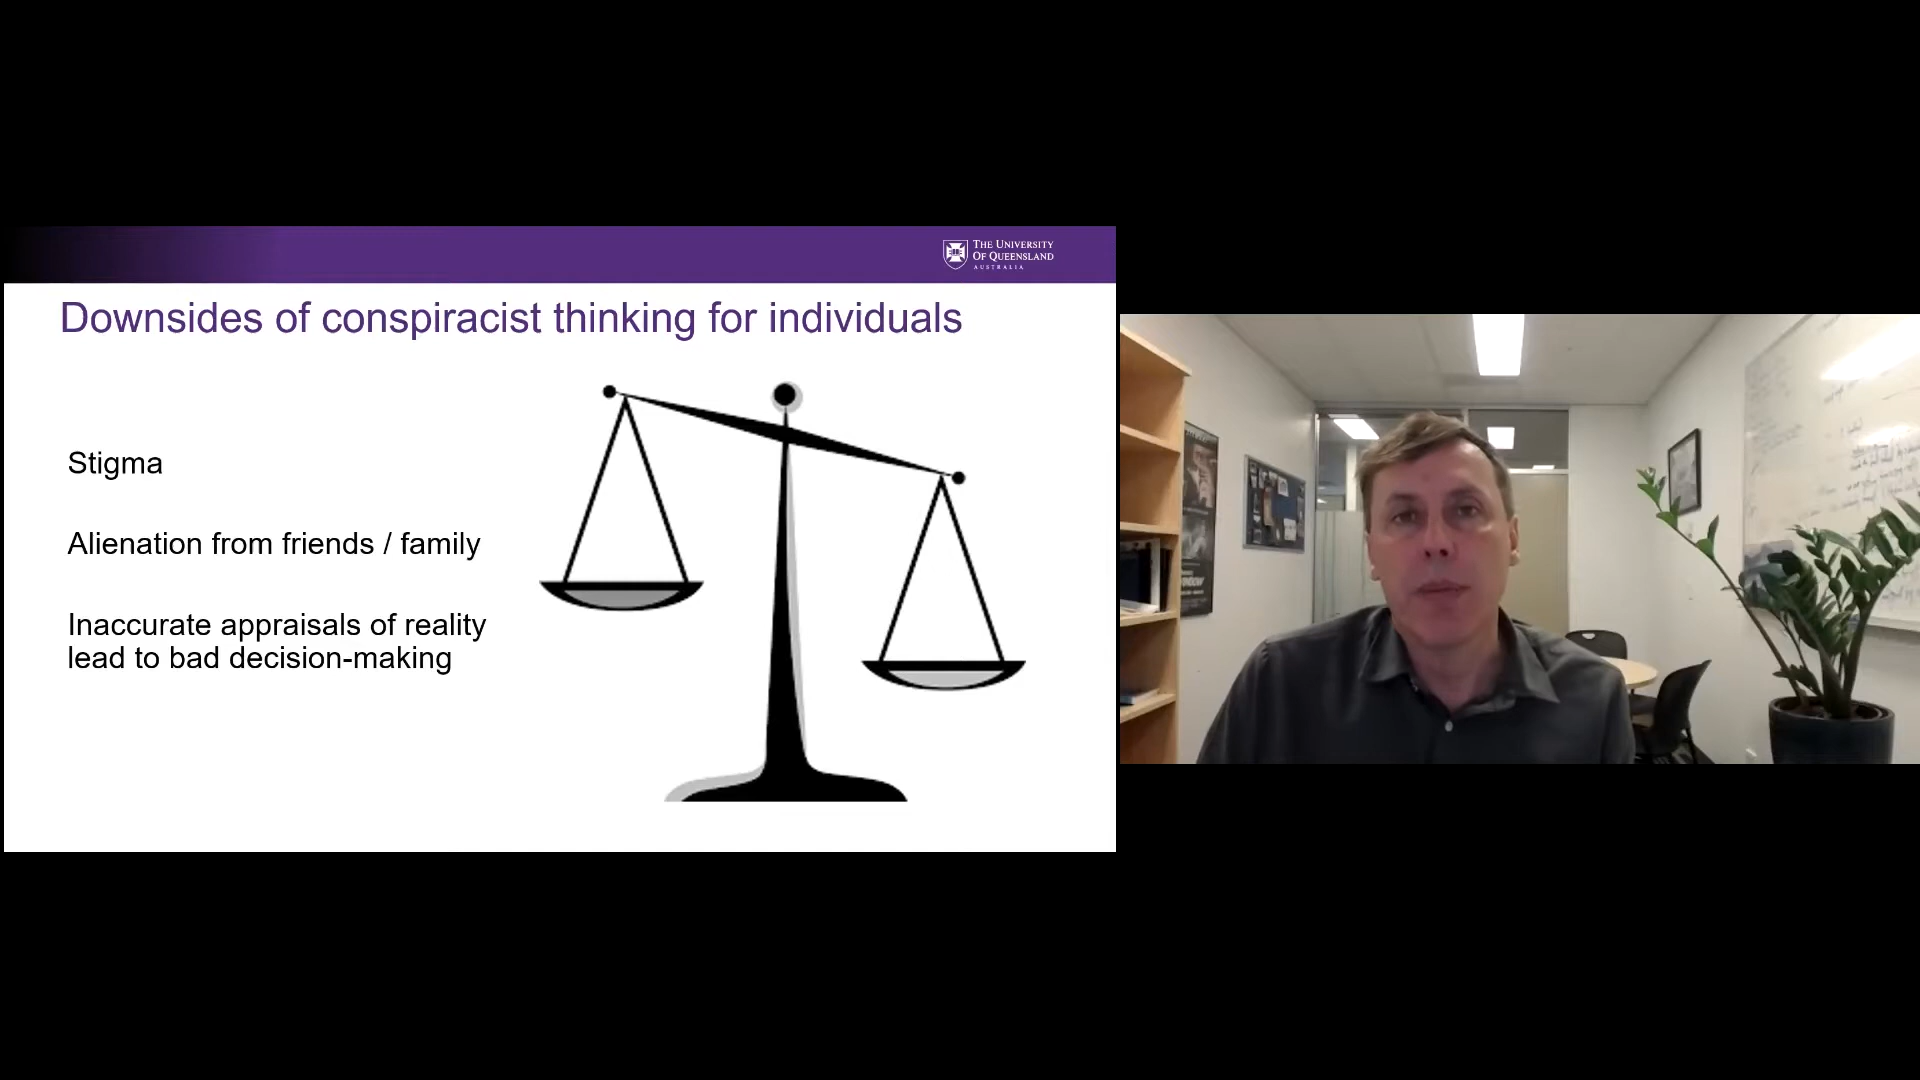 THE UNIVERSITY
OF QUEENSLAND
AUSTRALIA
Downsides of conspiracist thinking for individuals
Stigma
Alienation from friends / family
Inaccurate appraisals of reality
lead to bad decision-making